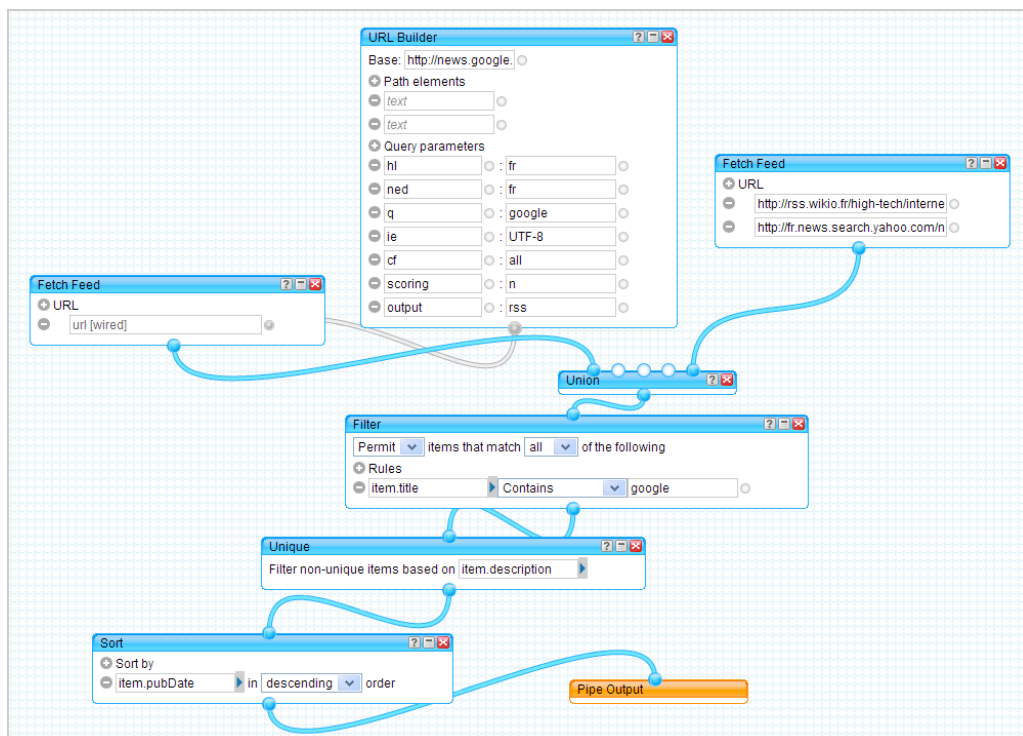 URL Builder
Base: http://news.google.
Path elements
text
text
Query parameters
hl : fr
ned : fr
q : google
ie : UTF-8
cf : all
scoring : n
output : rss
Fetch Feed
URL
http://rss.wikio.fr/high-tech/interne
http://fr.news.search.yahoo.com/n
Fetch Feed
URL
url [wired]
Union
Filter
Permit items that match all of the following
Rules
item.title Contains google
Unique
Filter non-unique items based on item.description
Sort
Sort by
item.pubDate in descending order
Pipe Output